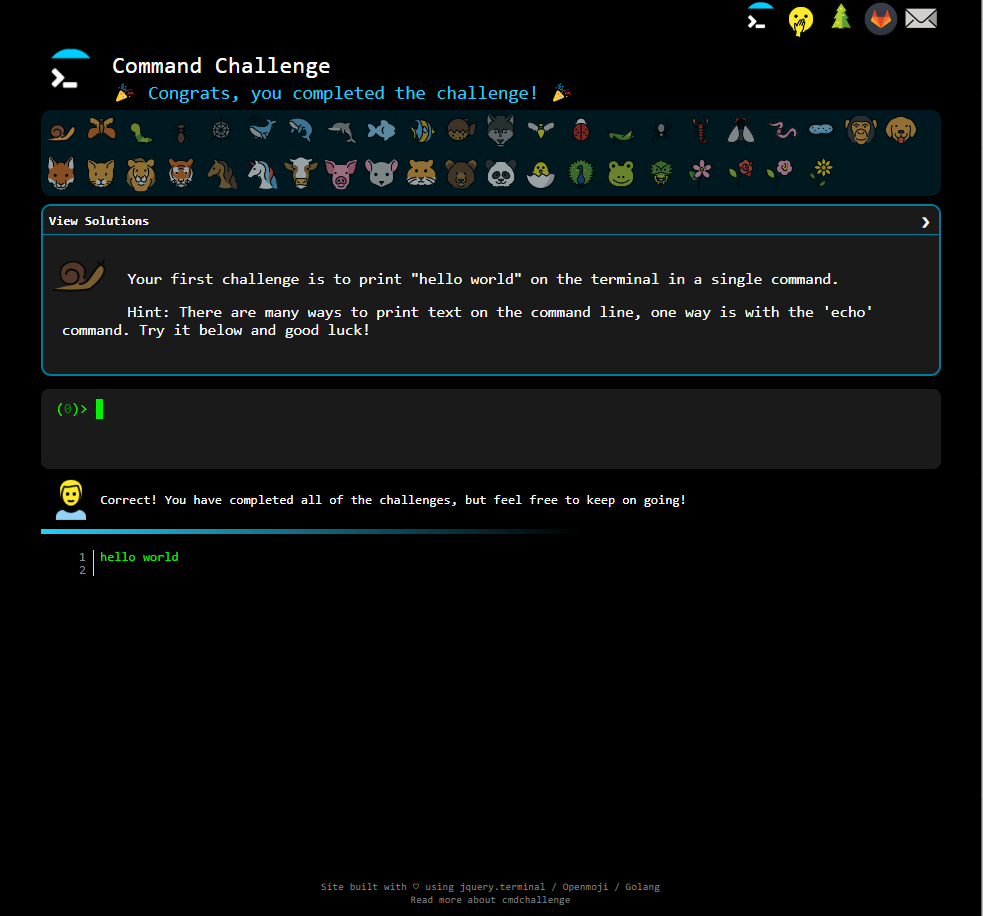 Command Challenge
🎉 Congrats, you completed the challenge! 🎉
View Solutions ❯
Your first challenge is to print "hello world" on the terminal in a single command.
Hint: There are many ways to print text on the command line, one way is with the 'echo'
command. Try it below and good luck!
(0)>
Correct! You have completed all of the challenges, but feel free to keep on going!
1 hello world
2
Site built with ♡ using jquery.terminal / Openmoji / Golang
Read more about cmdchallenge